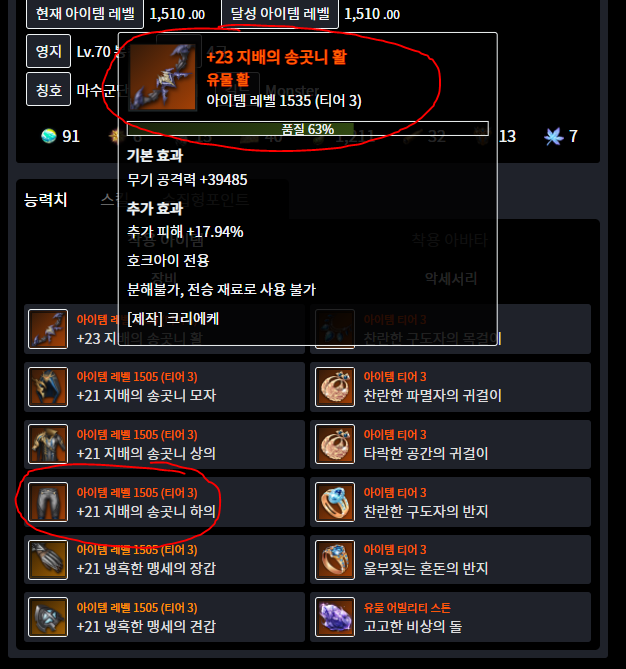 현재 아이템 레벨 1,510 .00 달성 아이템 레벨 1,510 .00
영지 Lv.70
칭호 마수군단 Monster
+23 지배의 송곳니 활
유물 활
아이템 레벨 1535 (티어 3)
품질 63%
91 1,211 32 13 7
기본 효과
무기 공격력 +39485
추가 효과
추가 피해 +17.94%
호크아이 전용
분해불가, 전승 재료로 사용 불가
[제작] 크리에케
능력치
착용 아이템 착용 아바타
장비 악세서리
아이템 레 아이템 티어 3
+23 지배의 송곳니 활 찬란한 구도자의 목걸이
아이템 레벨 1505 (티어 3) 아이템 티어 3
+21 지배의 송곳니 모자 찬란한 파멸자의 귀걸이
아이템 레벨 1505 (티어 3) 아이템 티어 3
+21 지배의 송곳니 상의 타락한 공간의 귀걸이
아이템 레벨 1505 (티어 3) 아이템 티어 3
+21 지배의 송곳니 하의 찬란한 구도자의 반지
아이템 레벨 1505 (티어 3) 아이템 티어 3
+21 냉혹한 맹세의 장갑 울부짖는 혼돈의 반지
아이템 레벨 1505 (티어 3) 유물 어빌리티 스톤
+21 냉혹한 맹세의 견갑 고고한 비상의 돌